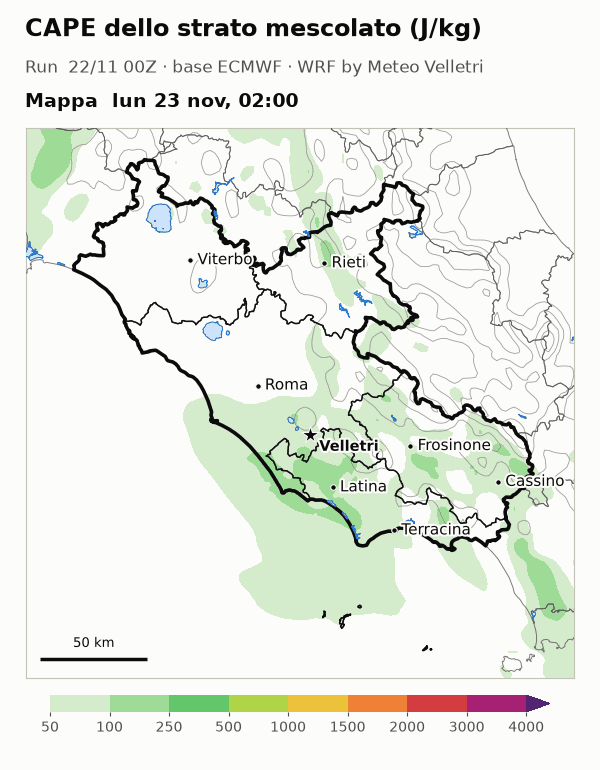 CAPE dello strato mescolato (J/kg)
Run  22/11 00Z · base ECMWF · WRF by Meteo Velletri
Mappa  lun 23 nov, 02:00
Viterbo
Rieti
Roma
Velletri
Frosinone
Cassino
Latina
Terracina
50 km
50 100 250 500 1000 1500 2000 3000 4000